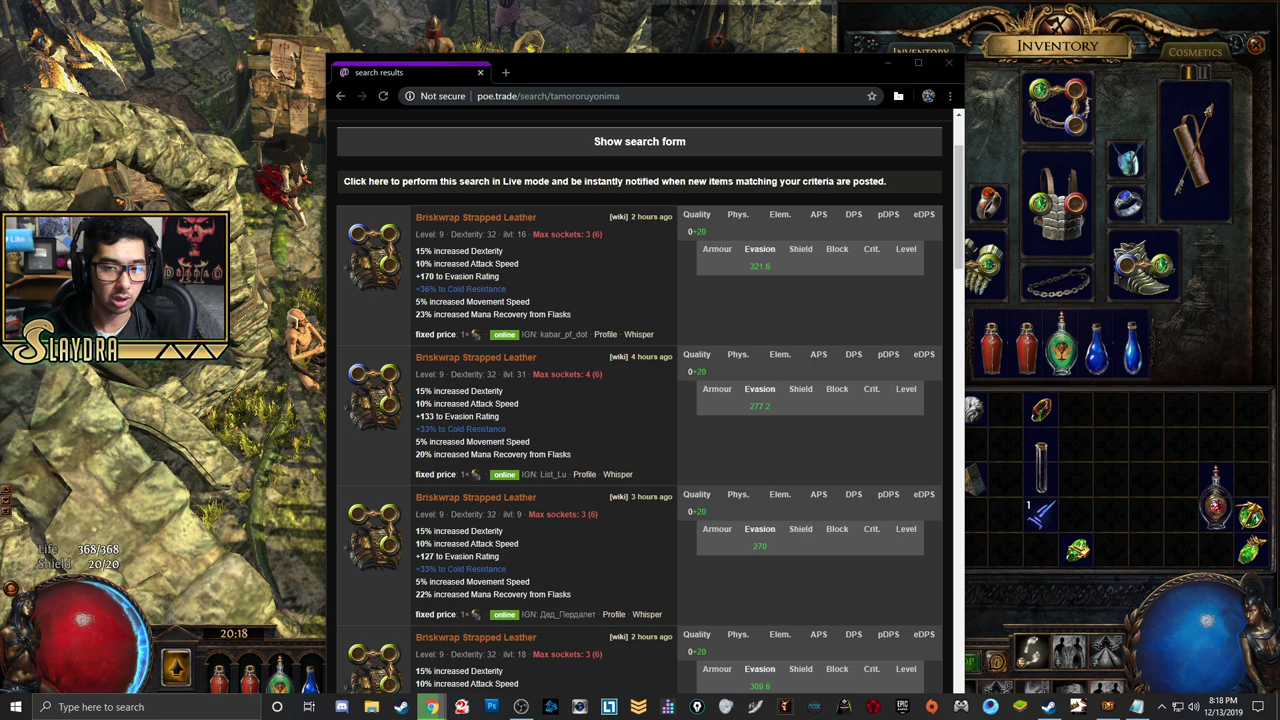 INVENTORY
INVENTORY
COSMETICS
search results
Not secure
poe.trade/search/tamororuyonima
Show search form
Click here to perform this search in Live mode and be instantly notified when new items matching your criteria are posted.
Briskwrap Strapped Leather
[wiki] 2 hours ago
Level: 9 · Dexterity: 32 · ilvl: 16 · Max sockets: 3 (6)
15% increased Dexterity
10% increased Attack Speed
+170 to Evasion Rating
+36% to Cold Resistance
5% increased Movement Speed
23% increased Mana Recovery from Flasks
fixed price: 1× · online IGN: kabar_pf_dot · Profile · Whisper
Quality Phys. Elem. APS DPS pDPS eDPS
0+20
Armour Evasion Shield Block Crit. Level
321.6
Briskwrap Strapped Leather
[wiki] 4 hours ago
Level: 9 · Dexterity: 32 · ilvl: 31 · Max sockets: 4 (6)
15% increased Dexterity
10% increased Attack Speed
+133 to Evasion Rating
+33% to Cold Resistance
5% increased Movement Speed
20% increased Mana Recovery from Flasks
fixed price: 1× · online IGN: List_Lu · Profile · Whisper
Quality Phys. Elem. APS DPS pDPS eDPS
0+20
Armour Evasion Shield Block Crit. Level
277.2
Briskwrap Strapped Leather
[wiki] 3 hours ago
Level: 9 · Dexterity: 32 · ilvl: 9 · Max sockets: 3 (6)
15% increased Dexterity
10% increased Attack Speed
+127 to Evasion Rating
+33% to Cold Resistance
5% increased Movement Speed
22% increased Mana Recovery from Flasks
fixed price: 1× · online IGN: Дед_Пердалет · Profile · Whisper
Quality Phys. Elem. APS DPS pDPS eDPS
0+20
Armour Evasion Shield Block Crit. Level
270
Briskwrap Strapped Leather
[wiki] 2 hours ago
Level: 9 · Dexterity: 32 · ilvl: 18 · Max sockets: 3 (6)
15% increased Dexterity
10% increased Attack Speed
Quality Phys. Elem. APS DPS pDPS eDPS
0+20
Armour Evasion Shield Block Crit. Level
309.6
Like
SLAYDRA
Life 368/368
Shield 20/20
20:18
I II
1
Type here to search
8:18 PM
12/13/2019